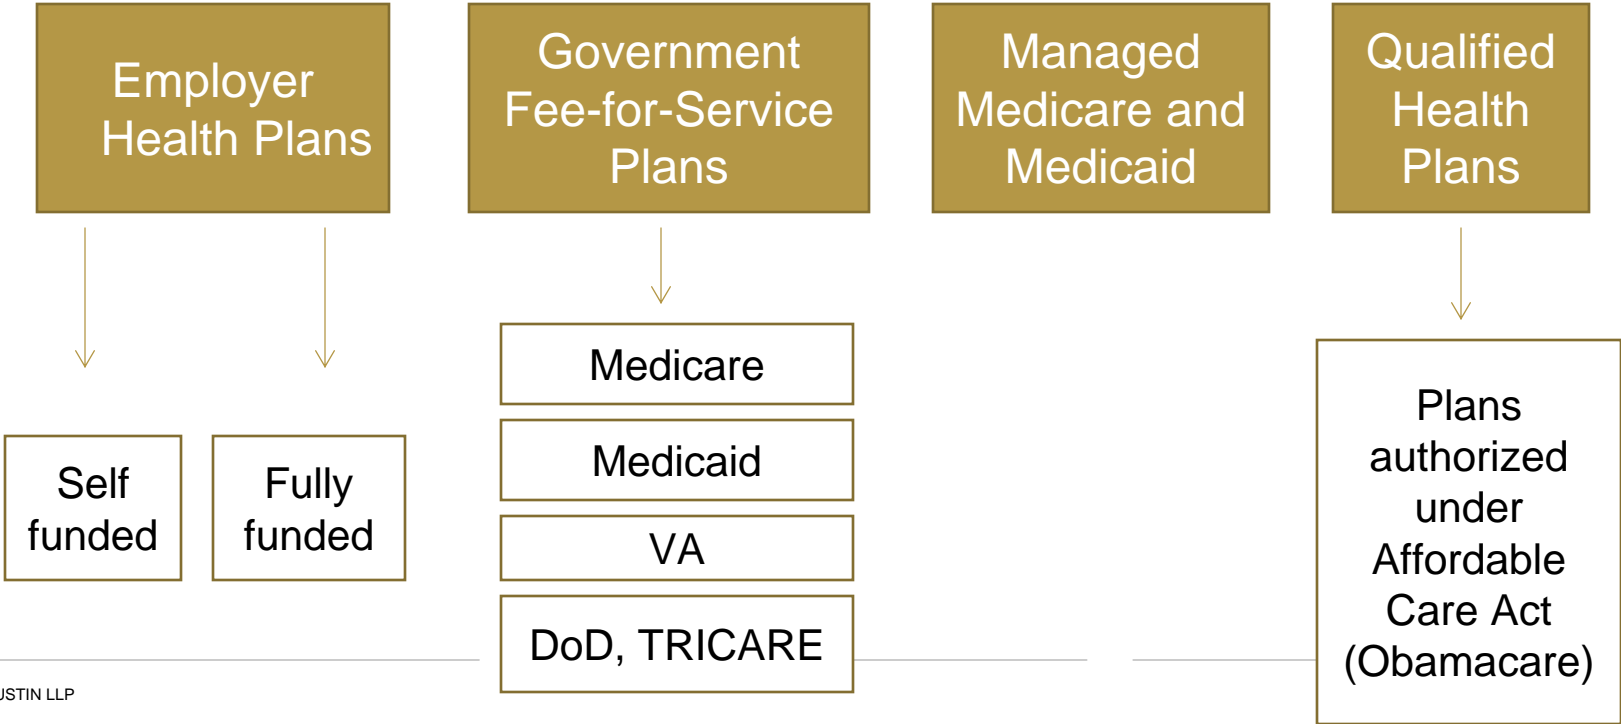 Employer
Health Plans
Government
Fee-for-Service
Plans
Managed
Medicare and
Medicaid
Qualified
Health
Plans
Self
funded
Fully
funded
Medicare
Medicaid
VA
DoD, TRICARE
Plans
authorized
under
Affordable
Care Act
(Obamacare)
USTIN LLP